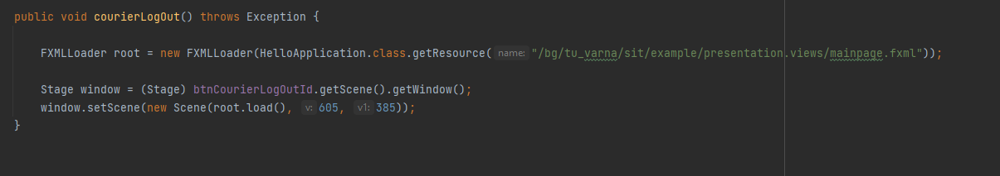 public void courierLogOut() throws Exception {
FXMLLoader root = new FXMLLoader(HelloApplication.class.getResource( name: "/bg/tu_varna/sit/example/presentation.views/mainpage.fxml"));
Stage window = (Stage) btnCourierLogOutId.getScene().getWindow();
window.setScene(new Scene(root.load(), v: 605, v1: 385));
}